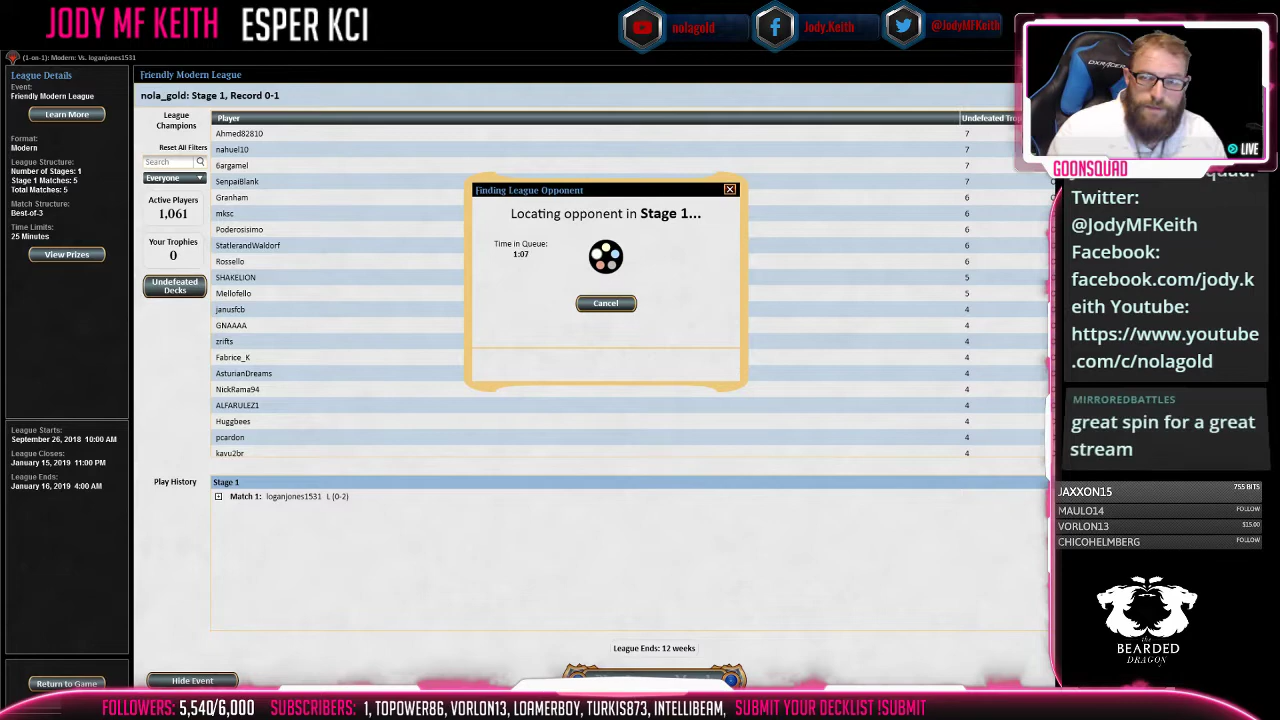 JODY MF KEITH ESPER KCI
nolagold
Jody.Keith
@JodyMFKeith
(1-on-1): Modern: Vs. loganjones1531
League Details
Event:
Friendly Modern League
Learn More
Format:
Modern
League Structure:
Number of Stages: 1
Stage 1 Matches: 5
Total Matches: 5
Match Structure:
Best-of-3
Time Limits:
25 Minutes
View Prizes
League Starts:
September 26, 2018 10:00 AM
League Closes:
January 15, 2019 11:00 PM
League Ends:
January 16, 2019 4:00 AM
Return to Game
Friendly Modern League
nola_gold: Stage 1, Record 0-1
League
Champions
Reset All Filters
Search
Everyone
Active Players
1,061
Your Trophies
0
Undefeated
Decks
Player Undefeated
Ahmed82810 7
nahuel10 7
6argamel 7
SenpaiBlank 7
Granham 6
mksc 6
Poderosisimo 6
StatlerandWaldorf 6
Rossello 6
SHAKELION 5
Mellofello 5
janusfcb 4
GNAAAA 4
zrifts 4
Fabrice_K 4
AsturianDreams 4
NickRama94 4
ALFARULEZ1 4
Huggbees 4
pcardon 4
kavu2br 4
Finding League Opponent
Locating opponent in Stage 1...
Time in Queue:
1:07
Cancel
Play History
Stage 1
Match 1: loganjones1531 L (0-2)
League Ends: 12 weeks
Hide Event
DXRACER
LIVE
GOONSQUAD
Twitter:
@JodyMFKeith
Facebook:
facebook.com/jody.k
eith Youtube:
https://www.youtube
.com/c/nolagold
MIRROREDBATTLES
great spin for a great
stream
JAXXON15 755 BITS
MAULO14 FOLLOW
VORLON13 $15.00
CHICOHELMBERG FOLLOW
THE
BEARDED
DRAGON
FOLLOWERS: 5,540/6,000 SUBSCRIBERS: 1, TOPOWER86, VORLON13, LOAMERBOY, TURKIS873, INTELLIBEAM, SUBMIT YOUR DECKLIST !SUBMIT